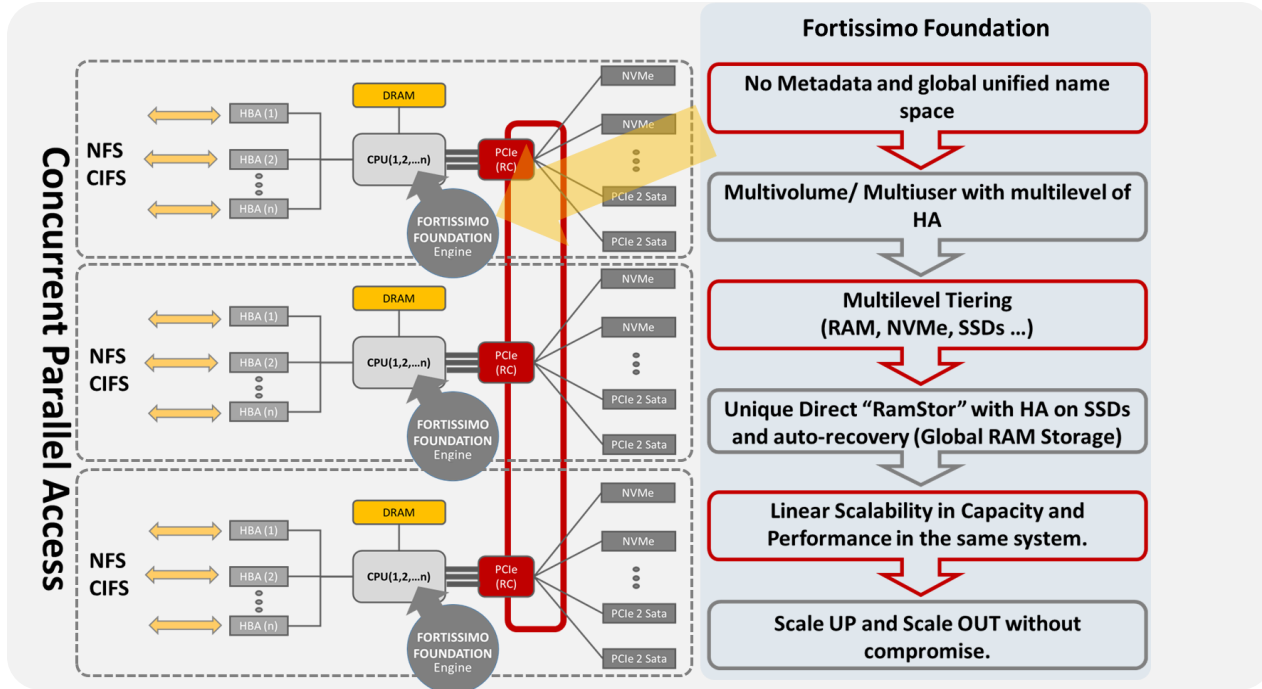 Concurrent Parallel Access
NFS
CIFS
HBA (1)
HBA (2)
HBA (n)
DRAM
CPU(1,2,...n)
FORTISSIMO
FOUNDATION
Engine
PCIe
(RC)
NVMe
NVMe
PCIe 2 Sata
PCIe 2 Sata
NFS
CIFS
HBA (1)
HBA (2)
HBA (n)
DRAM
CPU(1,2,...n)
FORTISSIMO
FOUNDATION
Engine
PCIe
(RC)
NVMe
NVMe
PCIe 2 Sata
PCIe 2 Sata
NFS
CIFS
HBA (1)
HBA (2)
HBA (n)
DRAM
CPU(1,2,...n)
FORTISSIMO
FOUNDATION
Engine
PCIe
(RC)
NVMe
NVMe
PCIe 2 Sata
PCIe 2 Sata
Fortissimo Foundation
No Metadata and global unified name
space
Multivolume/ Multiuser with multilevel of
HA
Multilevel Tiering
(RAM, NVMe, SSDs ...)
Unique Direct “RamStor” with HA on SSDs
and auto-recovery (Global RAM Storage)
Linear Scalability in Capacity and
Performance in the same system.
Scale UP and Scale OUT without
compromise.